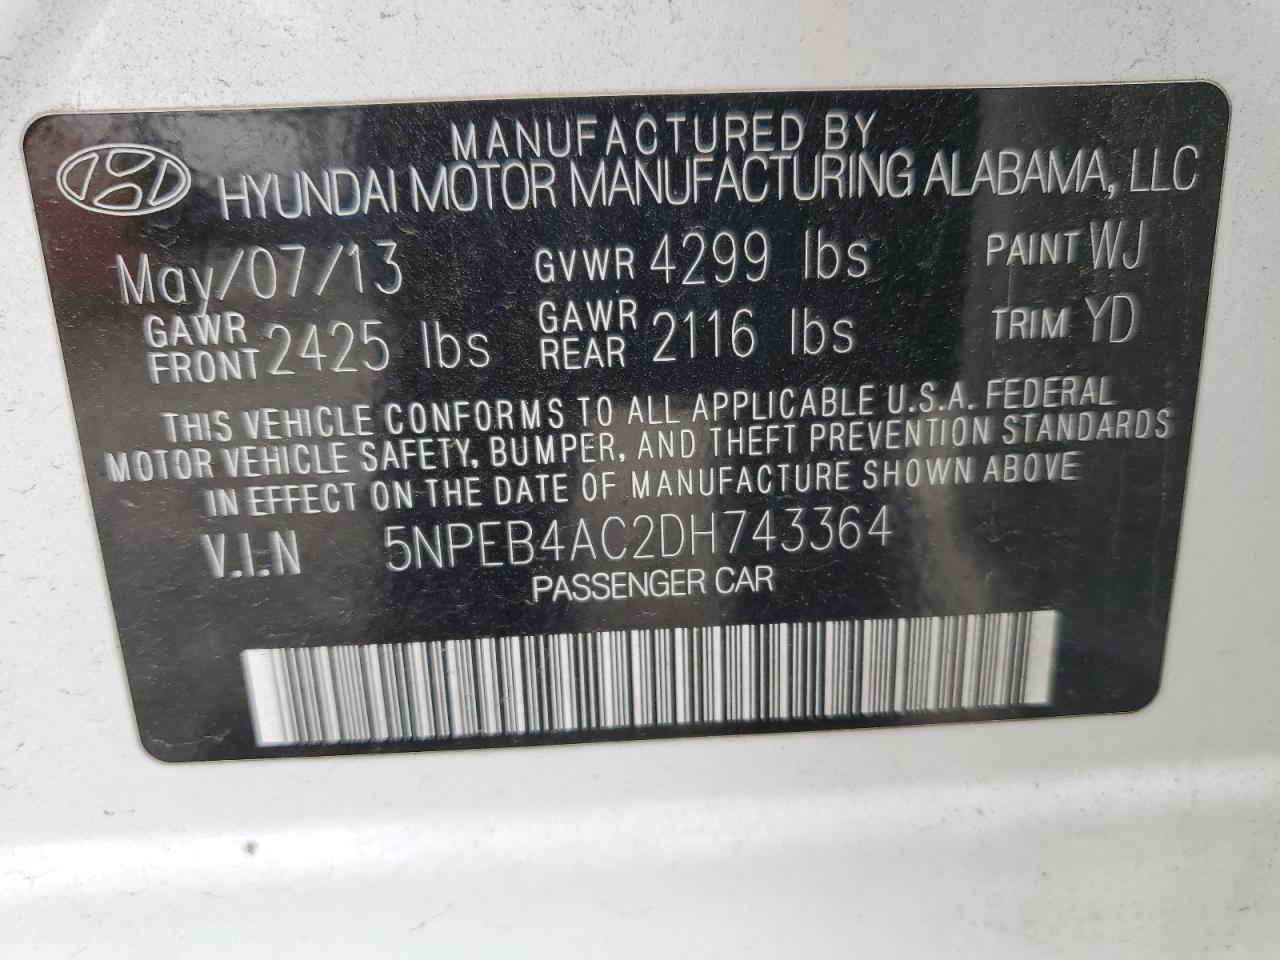 MANUFACTURED BY
HYUNDAI MOTOR MANUFACTURING ALABAMA, LLC
May/07/13 GVWR 4299 lbs PAINT WJ
GAWR FRONT 2425 lbs GAWR REAR 2116 lbs TRIM YD
THIS VEHICLE CONFORMS TO ALL APPLICABLE U.S.A. FEDERAL
MOTOR VEHICLE SAFETY, BUMPER, AND THEFT PREVENTION STANDARDS
IN EFFECT ON THE DATE OF MANUFACTURE SHOWN ABOVE
V.I.N 5NPEB4AC2DH743364
PASSENGER CAR